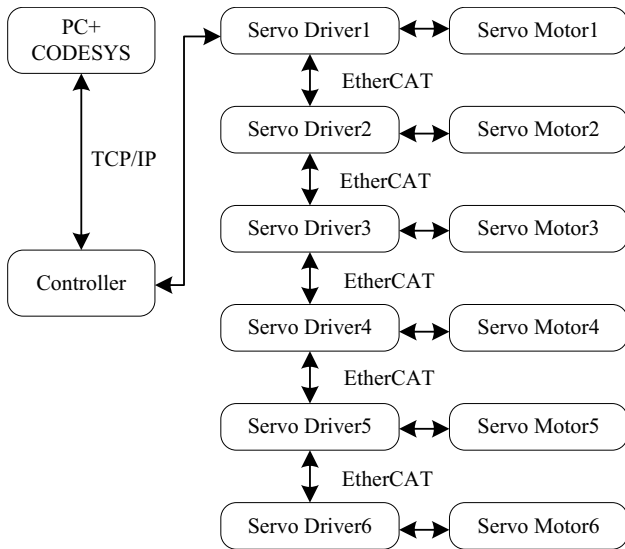 PC+
CODESYS
Servo Driver1
Servo Motor1
EtherCAT
Servo Driver2
Servo Motor2
TCP/IP
EtherCAT
Servo Driver3
Servo Motor3
Controller
EtherCAT
Servo Driver4
Servo Motor4
EtherCAT
Servo Driver5
Servo Motor5
EtherCAT
Servo Driver6
Servo Motor6